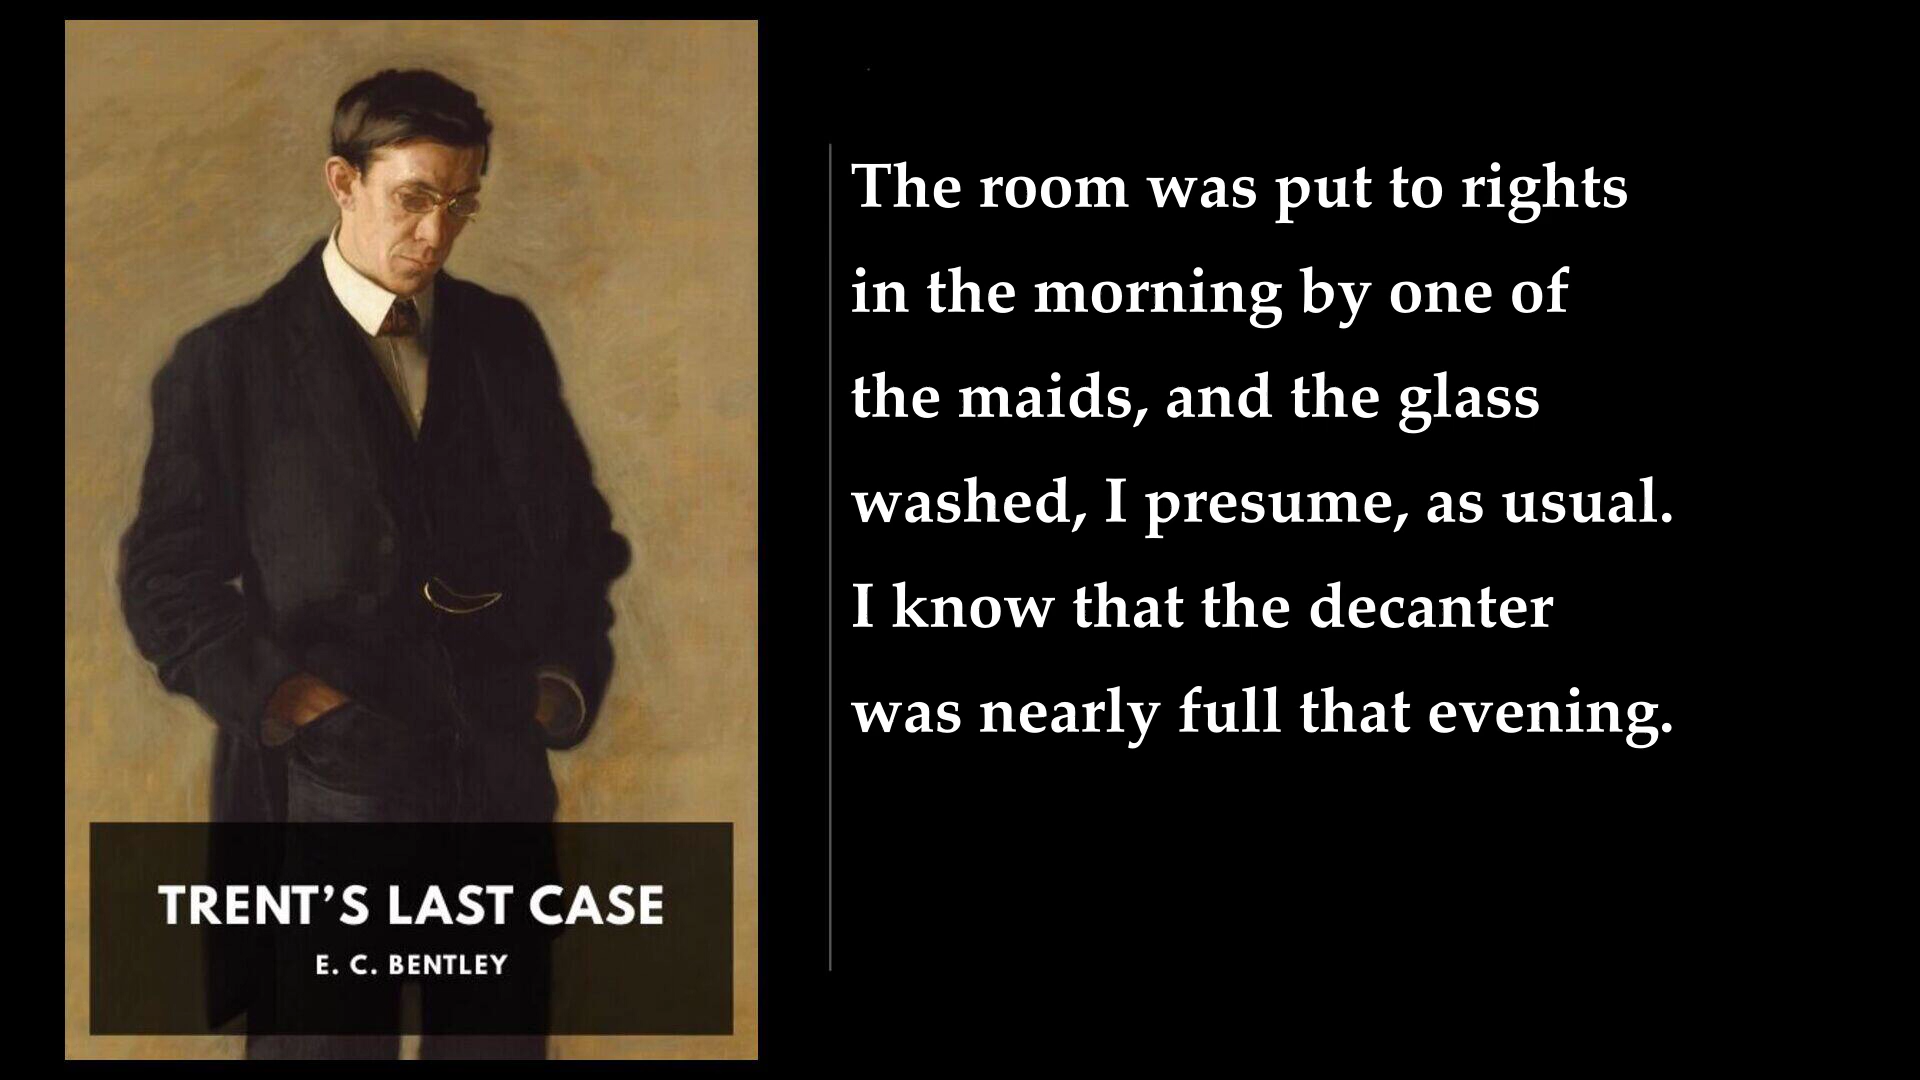 TRENT’S LAST CASE
E. C. BENTLEY
The room was put to rights
in the morning by one of
the maids, and the glass
washed, I presume, as usual.
I know that the decanter
was nearly full that evening.